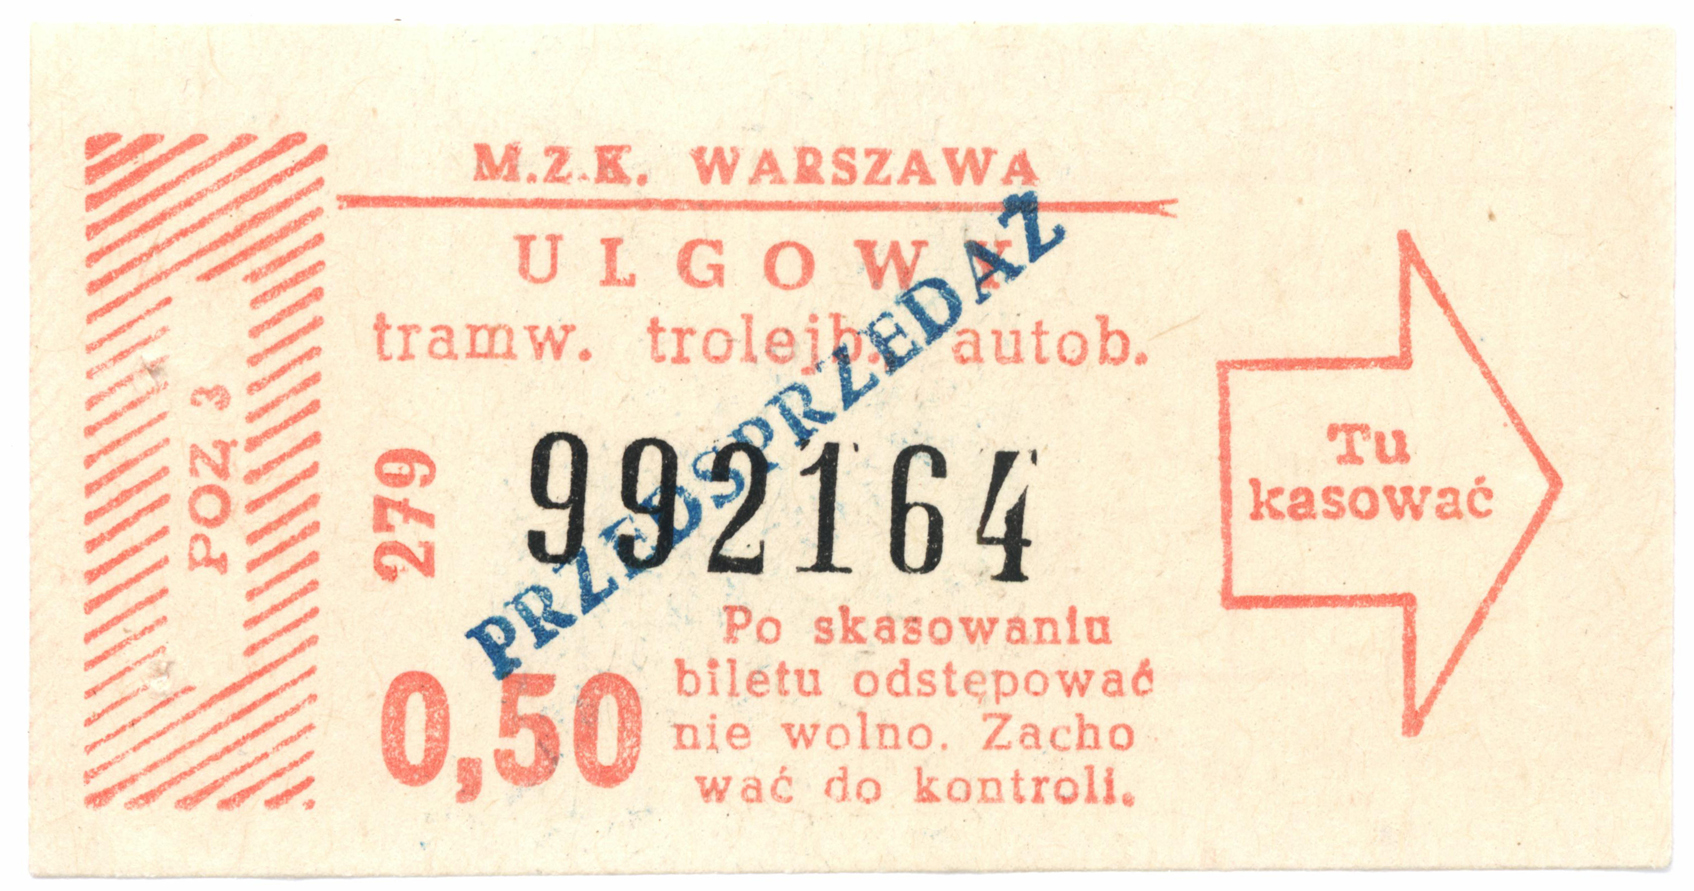 M.Z.K. WARSZAWA
ULGOWY
tramw. trolejb. autob.
PRZEDSPRZEDAZ
POZ 3
279
992164
0,50
Po skasowaniu
biletu odstępować
nie wolno. Zacho
wać do kontroli.
Tu
kasować